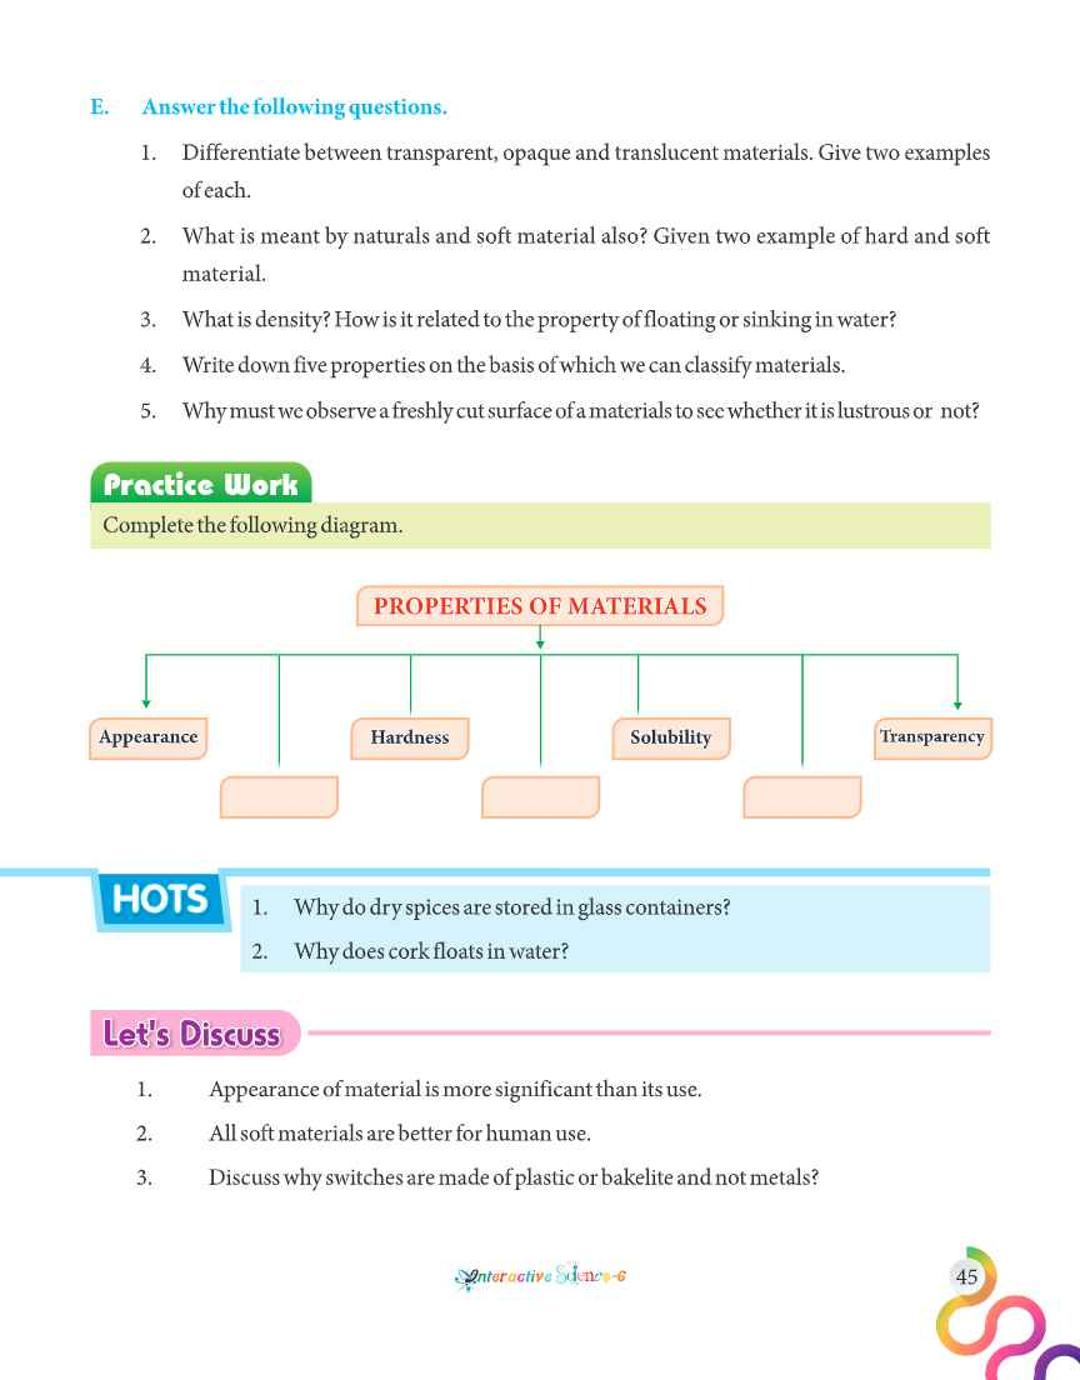 E. Answer the following questions.
1. Differentiate between transparent, opaque and translucent materials. Give two examples
of each.
2. What is meant by naturals and soft material also? Given two example of hard and soft
material.
3. What is density? How is it related to the property of floating or sinking in water?
4. Write down five properties on the basis of which we can classify materials.
5. Why must we observe a freshly cut surface of a materials to see whether it is lustrous or not?
Practice Work
Complete the following diagram.
PROPERTIES OF MATERIALS
Appearance
Hardness
Solubility
Transparency
HOTS
1. Why do dry spices are stored in glass containers?
2. Why does cork floats in water?
Let's Discuss
1. Appearance of material is more significant than its use.
2. All soft materials are better for human use.
3. Discuss why switches are made of plastic or bakelite and not metals?
Interactive Science-6
45